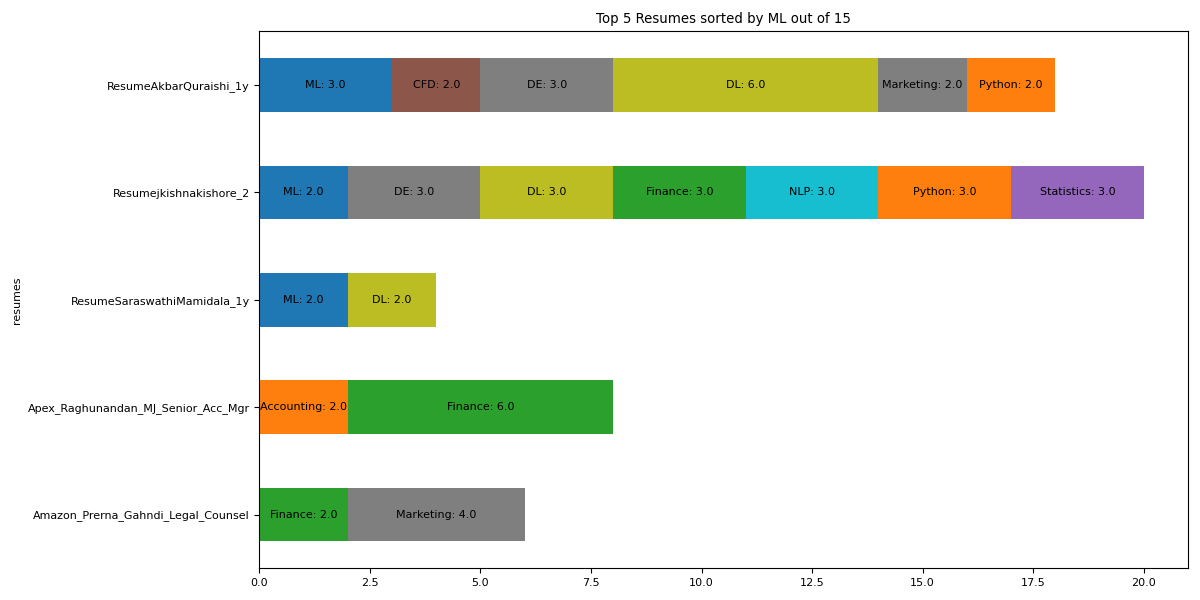 Top 5 Resumes sorted by ML out of 15
ResumeAkbarQuraishi_1y
ML: 3.0 CFD: 2.0 DE: 3.0 DL: 6.0 Marketing: 2.0 Python: 2.0
Resumejkishnakishore_2
ML: 2.0 DE: 3.0 DL: 3.0 Finance: 3.0 NLP: 3.0 Python: 3.0 Statistics: 3.0
resumes
ResumeSaraswathiMamidala_1y
ML: 2.0 DL: 2.0
Apex_Raghunandan_MJ_Senior_Acc_Mgr
Accounting: 2.0 Finance: 6.0
Amazon_Prerna_Gahndi_Legal_Counsel
Finance: 2.0 Marketing: 4.0
0.0 2.5 5.0 7.5 10.0 12.5 15.0 17.5 20.0